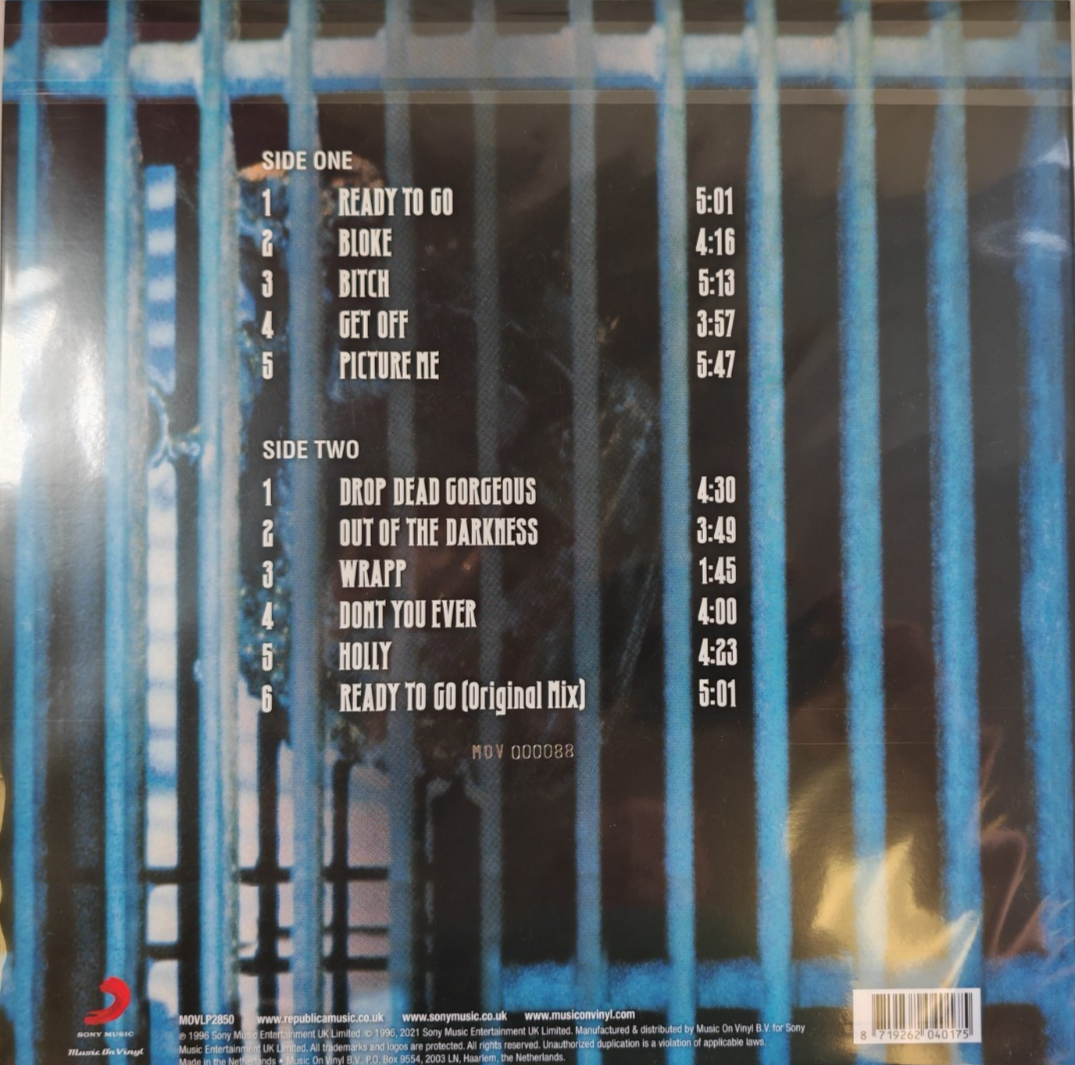 SIDE ONE
1 READY TO GO 5:01
2 BLOKE 4:16
3 BITCH 5:13
4 GET OFF 3:57
5 PICTURE ME 5:47
SIDE TWO
1 DROP DEAD GORGEOUS 4:30
2 OUT OF THE DARKNESS 3:49
3 WRAPP 1:45
4 DONT YOU EVER 4:00
5 HOLLY 4:23
6 READY TO GO (Original Mix) 5:01
MOV 000088
SONY MUSIC
Music On Vinyl
MOVLP2850 www.republicamusic.co.uk www.sonymusic.co.uk www.musiconvinyl.com
℗ 1996 Sony Music Entertainment UK Limited. © 1996, 2021 Sony Music Entertainment UK Limited. Manufactured & distributed by Music On Vinyl B.V for Sony
Music Entertainment UK Limited. All trademarks and logos are protected. All rights reserved. Unauthorized duplication is a violation of applicable laws.
Made in the Netherlands • Music On Vinyl B.V., P.O. Box 9554, 2003 LN, Haarlem, the Netherlands.
8 719262 040175